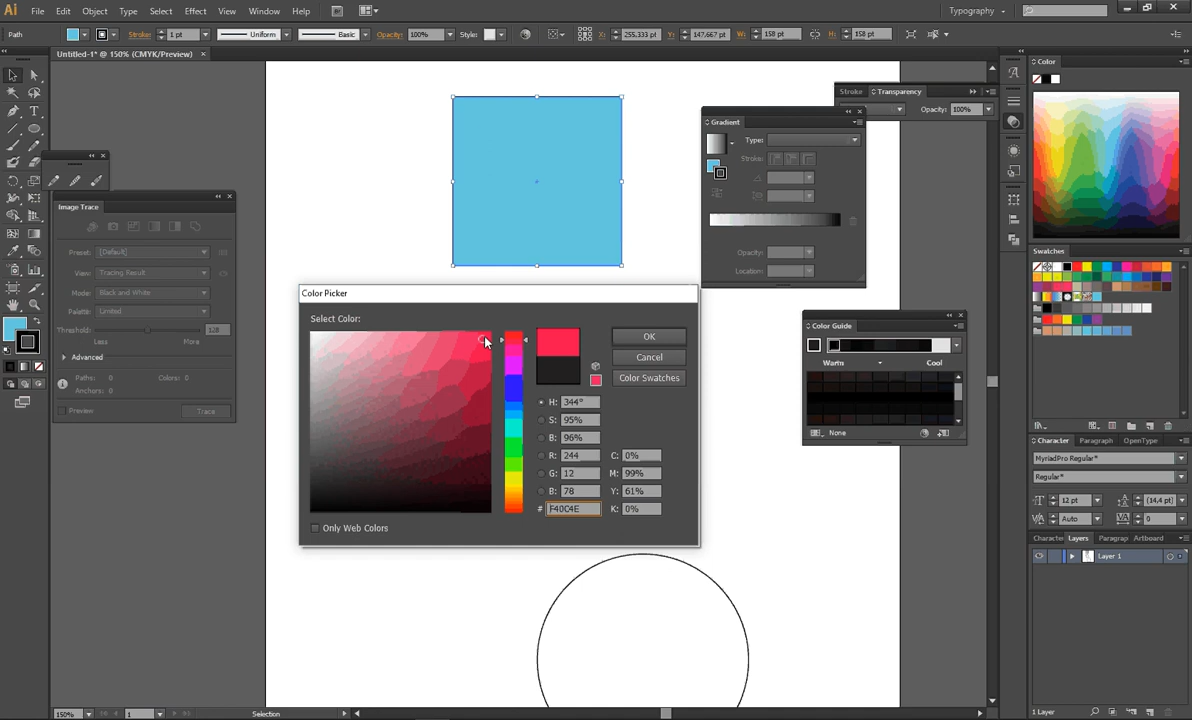 Ai File Edit Object Type Select Effect View Window Help Typography
Path Stroke: 1 pt Uniform Basic Opacity: 100% Style: X: 255.333 pt Y: 147.667 pt W: 158 pt H: 158 pt
Untitled-1* @ 150% (CMYK/Preview) ×
Color
Stroke Transparency
Opacity: 100%
Gradient
Type:
Stroke:
Opacity:
Location:
Image Trace
Preset: [Default]
View: Tracing Result
Mode: Black and White
Palette: Limited
Threshold: 128
Less More
Advanced
Paths: 0 Colors: 0
Anchors: 0
Preview Trace
Swatches
Color Picker
Select Color:
OK
Cancel
Color Swatches
H: 344°
S: 95%
B: 96%
R: 244 C: 0%
G: 12 M: 99%
B: 78 Y: 61%
# F40C4E K: 0%
Only Web Colors
Color Guide
Warm Cool
None
Character Paragraph OpenType
MyriadPro Regular*
Regular*
12 pt (14,4 pt)
Auto 0
Character Layers Paragrap Artboard
Layer 1
1 Layer
150% 1 Selection